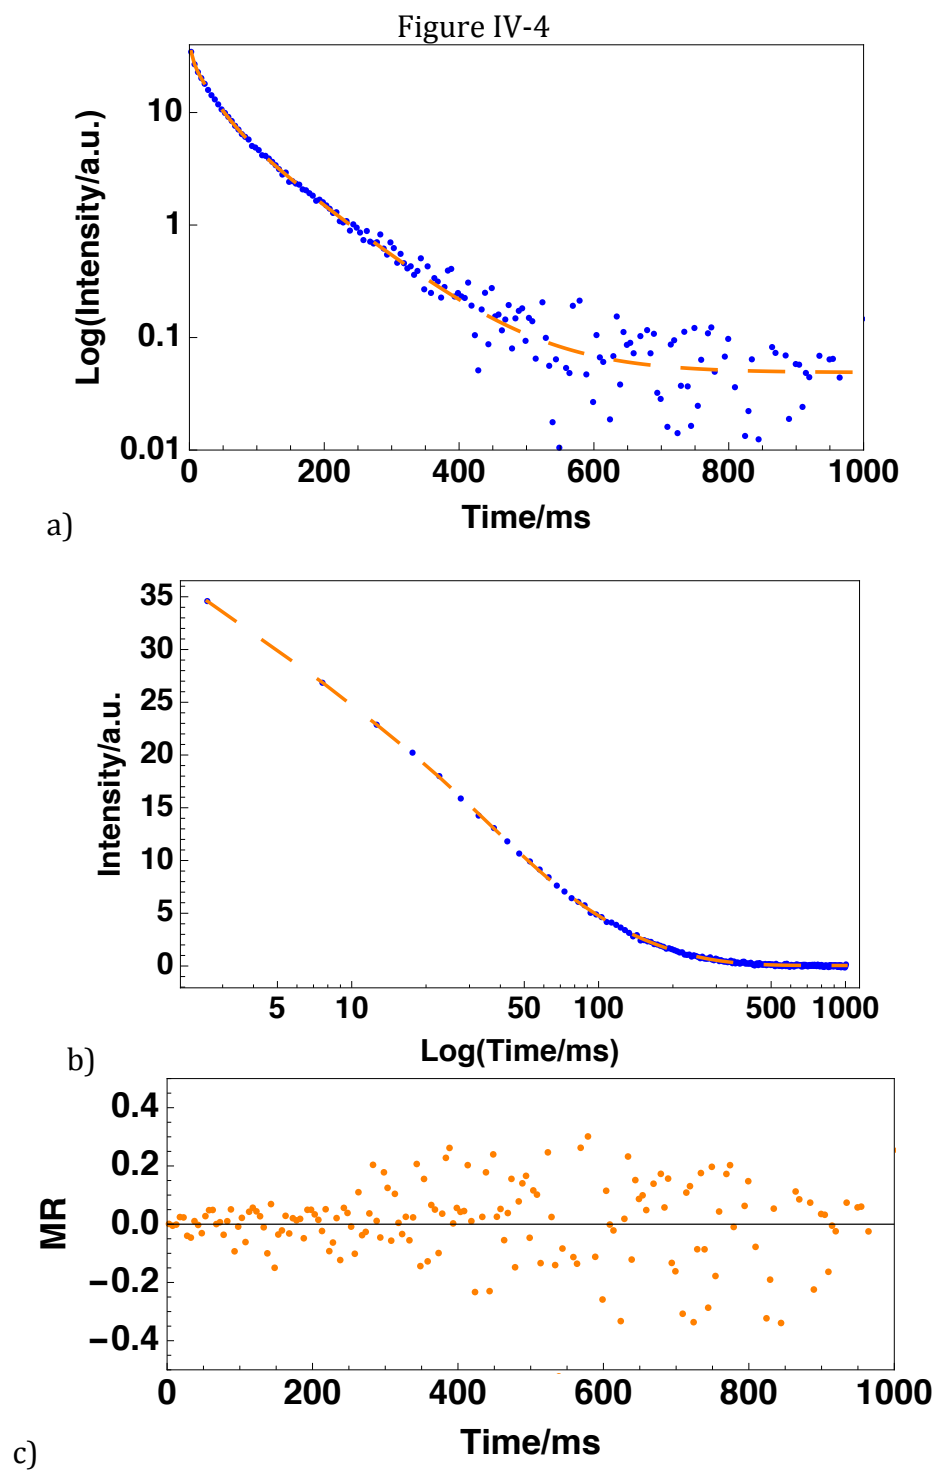 Figure IV-4
Log(Intensity/a.u.)
10
1
0.1
0.01
0 200 400 600 800 1000
Time/ms
a)
Intensity/a.u.
35
30
25
20
15
10
5
0
5 10 50 100 500 1000
Log(Time/ms)
b)
MR
0.4
0.2
0.0
−0.2
−0.4
0 200 400 600 800 1000
Time/ms
c)